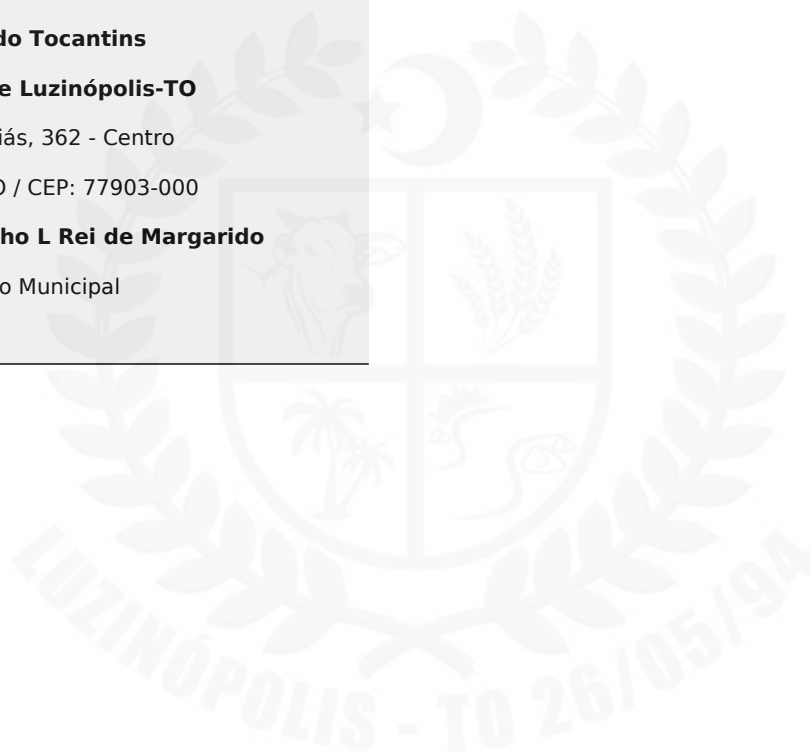 do Tocantins
e Luzinópolis-TO
iás, 362 - Centro
O / CEP: 77903-000
ho L Rei de Margarido
o Municipal
LUZINÓPOLIS - TO 26/05/94